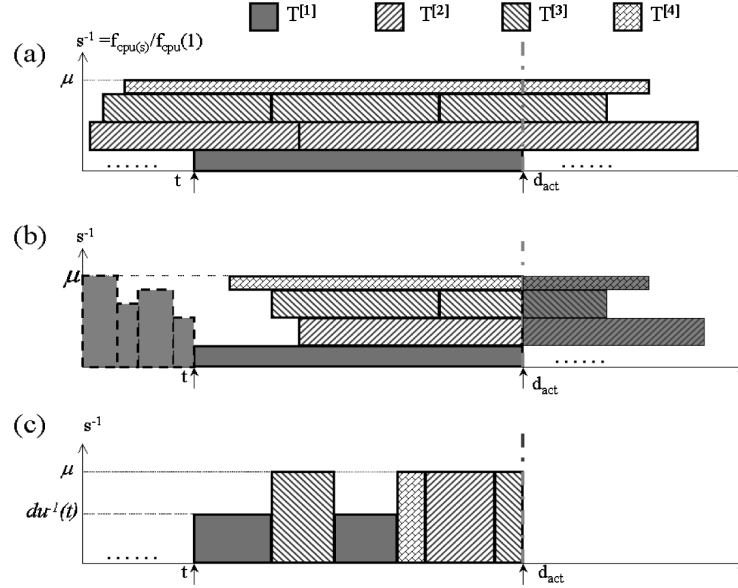 T[1] T[2] T[3] T[4]
s-1 =fcpu(s)/fcpu(1)
(a)
μ
......
......
t
dact
(b)
s-1
μ
t
......
dact
(c)
s-1
μ
du-1(t)
......
......
t
dact